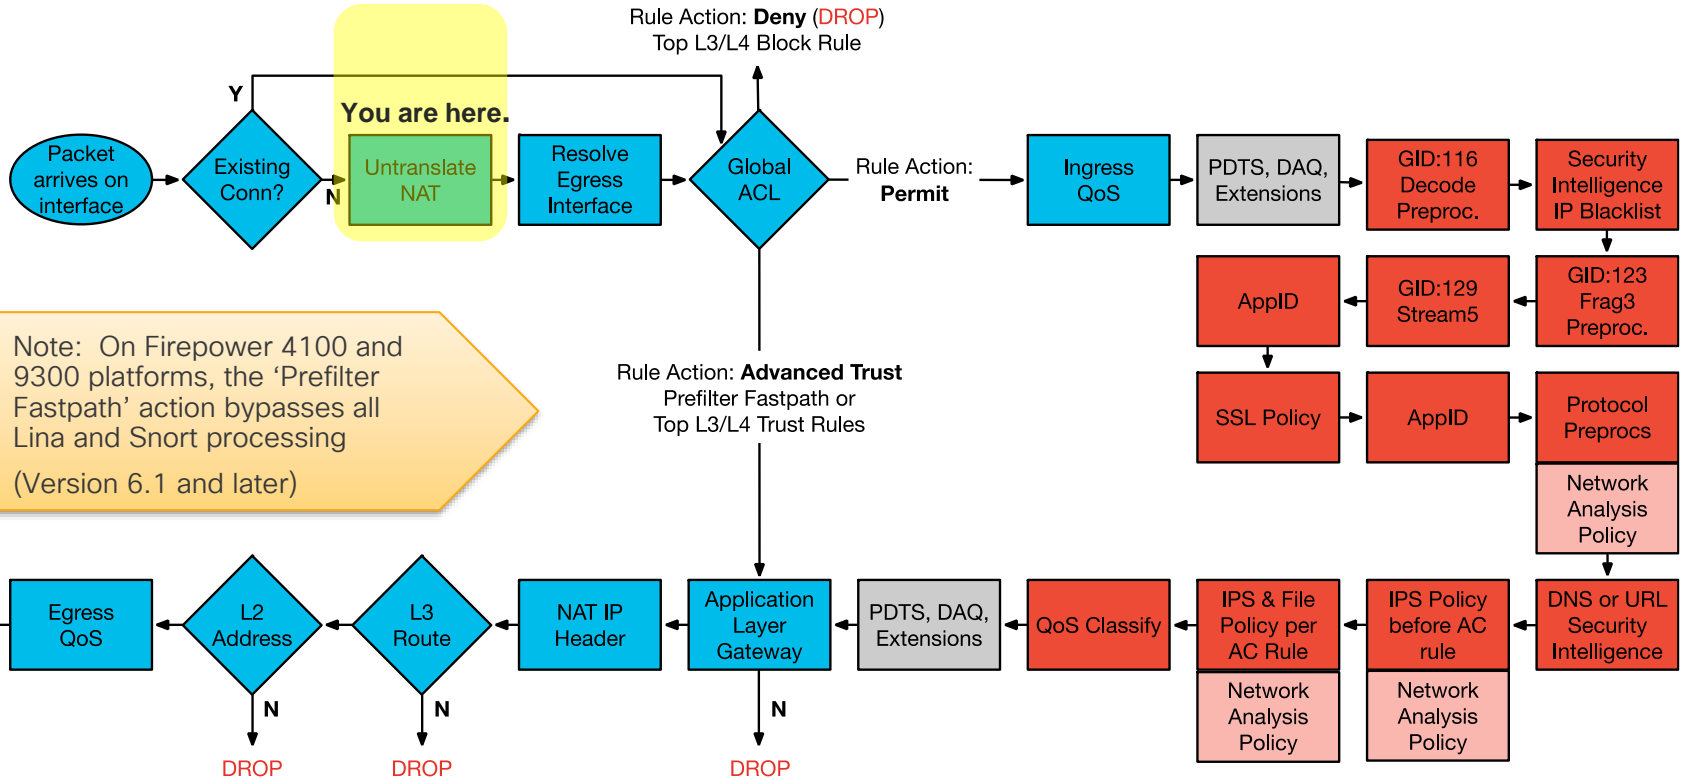 Rule Action: Deny (DROP)
Top L3/L4 Block Rule
Y
You are here.
Packet
arrives on
interface
Existing
Conn?
N
Untranslate
NAT
Resolve
Egress
Interface
Global
ACL
Rule Action:
Permit
Ingress
QoS
PDTS, DAQ,
Extensions
GID:116
Decode
Preproc.
Security
Intelligence
IP Blacklist
AppID
GID:129
Stream5
GID:123
Frag3
Preproc.
Note: On Firepower 4100 and
9300 platforms, the ‘Prefilter
Fastpath’ action bypasses all
Lina and Snort processing
(Version 6.1 and later)
Rule Action: Advanced Trust
Prefilter Fastpath or
Top L3/L4 Trust Rules
SSL Policy
AppID
Protocol
Preprocs
Network
Analysis
Policy
Egress
QoS
L2
Address
L3
Route
NAT IP
Header
Application
Layer
Gateway
PDTS, DAQ,
Extensions
QoS Classify
IPS & File
Policy per
AC Rule
Network
Analysis
Policy
IPS Policy
before AC
rule
Network
Analysis
Policy
DNS or URL
Security
Intelligence
N
N
N
DROP
DROP
DROP